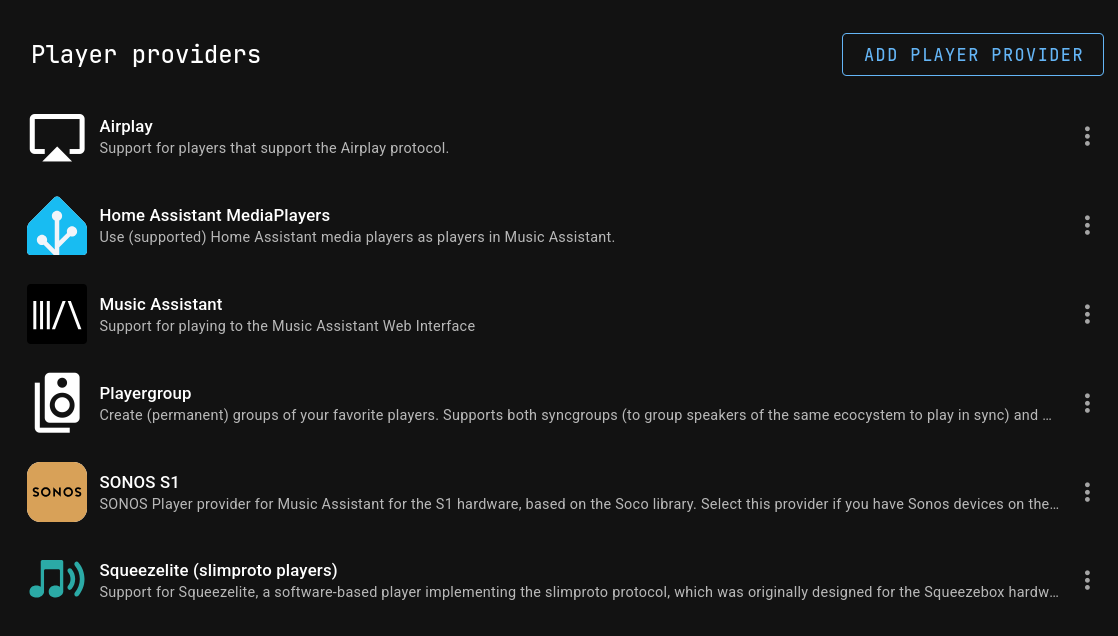 Player providers
ADD PLAYER PROVIDER
Airplay
Support for players that support the Airplay protocol.
Home Assistant MediaPlayers
Use (supported) Home Assistant media players as players in Music Assistant.
Music Assistant
Support for playing to the Music Assistant Web Interface
Playergroup
Create (permanent) groups of your favorite players. Supports both syncgroups (to group speakers of the same ecosystem to play in sync) and …
SONOS
SONOS S1
SONOS Player provider for Music Assistant for the S1 hardware, based on the Soco library. Select this provider if you have Sonos devices on the…
Squeezelite (slimproto players)
Support for Squeezelite, a software-based player implementing the slimproto protocol, which was originally designed for the Squeezebox hardw…